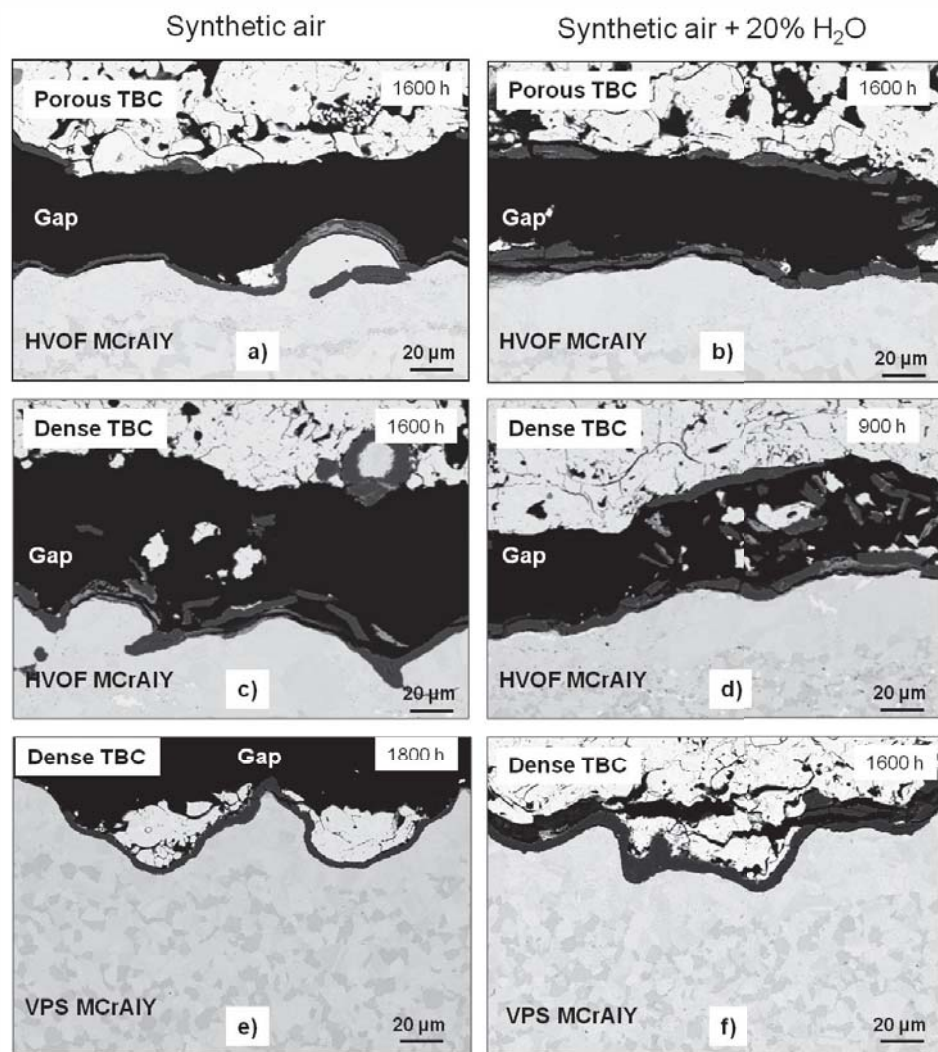 Synthetic air
Synthetic air + 20% H₂O
Porous TBC
1600 h
Gap
HVOF MCrAlY
a)
20 µm
Porous TBC
1600 h
Gap
HVOF MCrAlY
b)
20 µm
Dense TBC
1600 h
Gap
HVOF MCrAlY
c)
20 µm
Dense TBC
900 h
Gap
HVOF MCrAlY
d)
20 µm
Dense TBC
Gap
1800 h
VPS MCrAlY
e)
20 µm
Dense TBC
1600 h
VPS MCrAlY
f)
20 µm